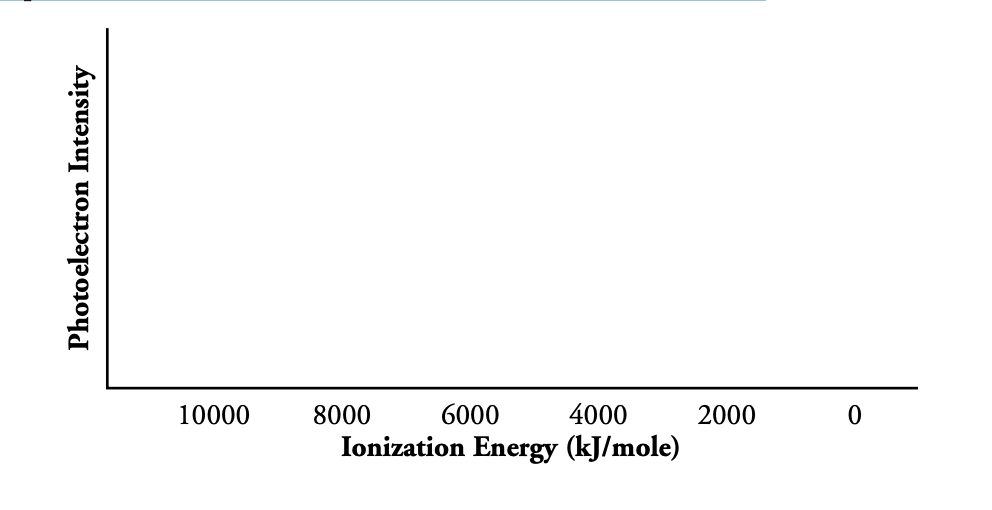 Photoelectron Intensity
10000 8000 6000 4000 2000 0
Ionization Energy (kJ/mole)